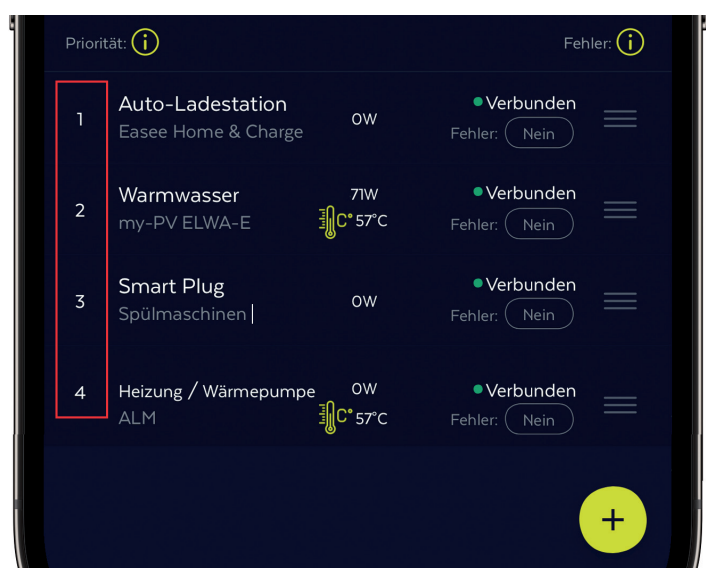 Priorität: Fehler:
1 Auto-Ladestation 0W Verbunden
Easee Home & Charge Fehler: Nein
2 Warmwasser 71W Verbunden
my-PV ELWA-E C° 57°C Fehler: Nein
3 Smart Plug 0W Verbunden
Spülmaschinen Fehler: Nein
4 Heizung / Wärmepumpe 0W Verbunden
ALM C° 57°C Fehler: Nein
+